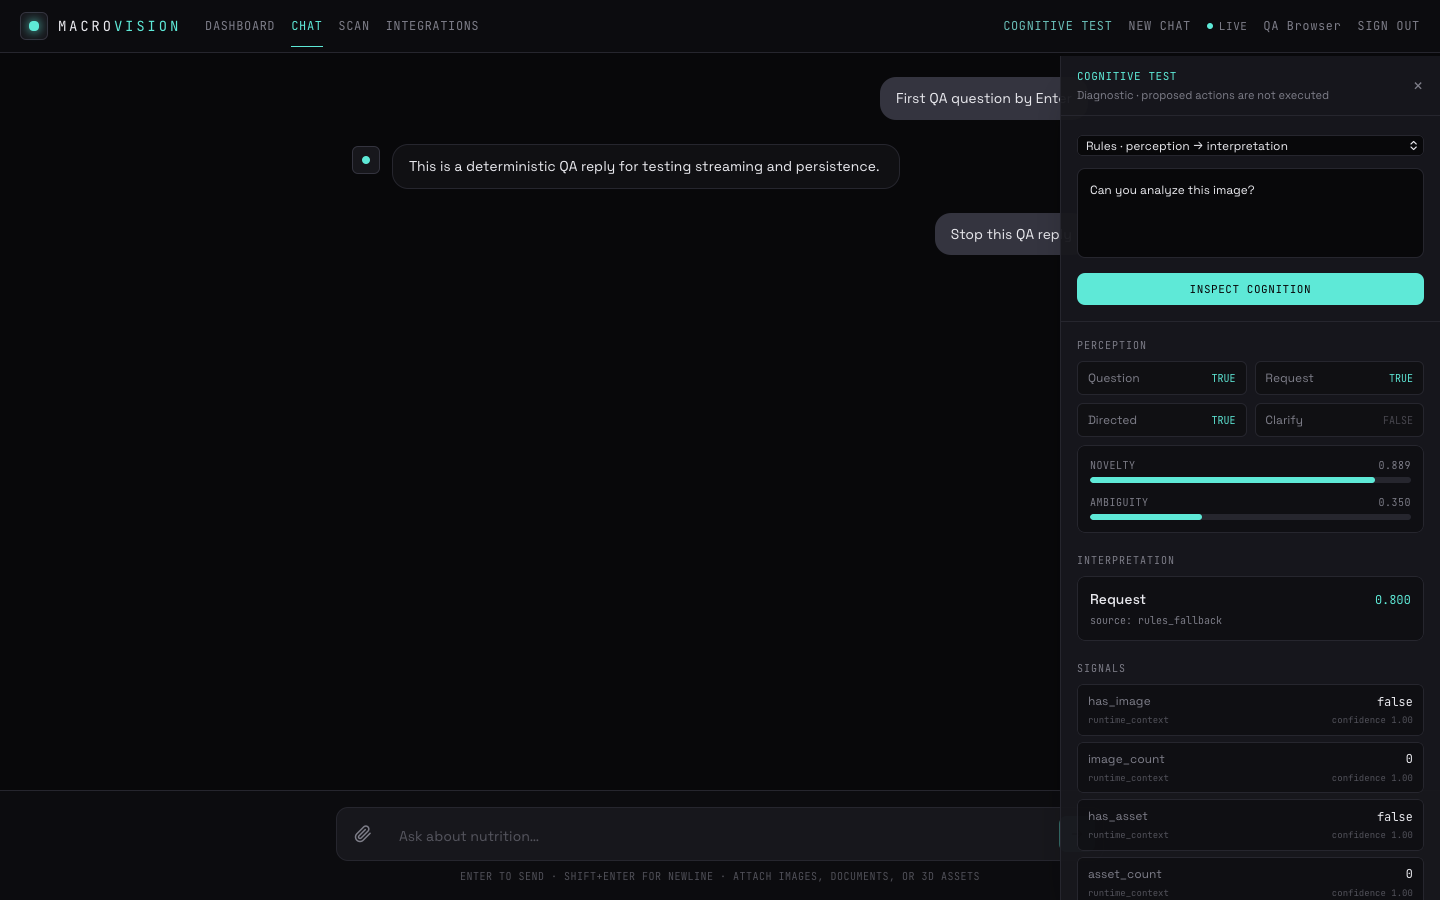 MACROVISION DASHBOARD CHAT SCAN INTEGRATIONS COGNITIVE TEST NEW CHAT LIVE QA Browser SIGN OUT
First QA question by Enter
This is a deterministic QA reply for testing streaming and persistence.
Stop this QA reply
Ask about nutrition...
ENTER TO SEND · SHIFT+ENTER FOR NEWLINE · ATTACH IMAGES, DOCUMENTS, OR 3D ASSETS
COGNITIVE TEST
Diagnostic · proposed actions are not executed
×
Rules · perception → interpretation
Can you analyze this image?
INSPECT COGNITION
PERCEPTION
Question TRUE Request TRUE
Directed TRUE Clarify FALSE
NOVELTY 0.889
AMBIGUITY 0.350
INTERPRETATION
Request 0.800
source: rules_fallback
SIGNALS
has_image false
runtime_context confidence 1.00
image_count 0
runtime_context confidence 1.00
has_asset false
runtime_context confidence 1.00
asset_count 0
runtime_context confidence 1.00